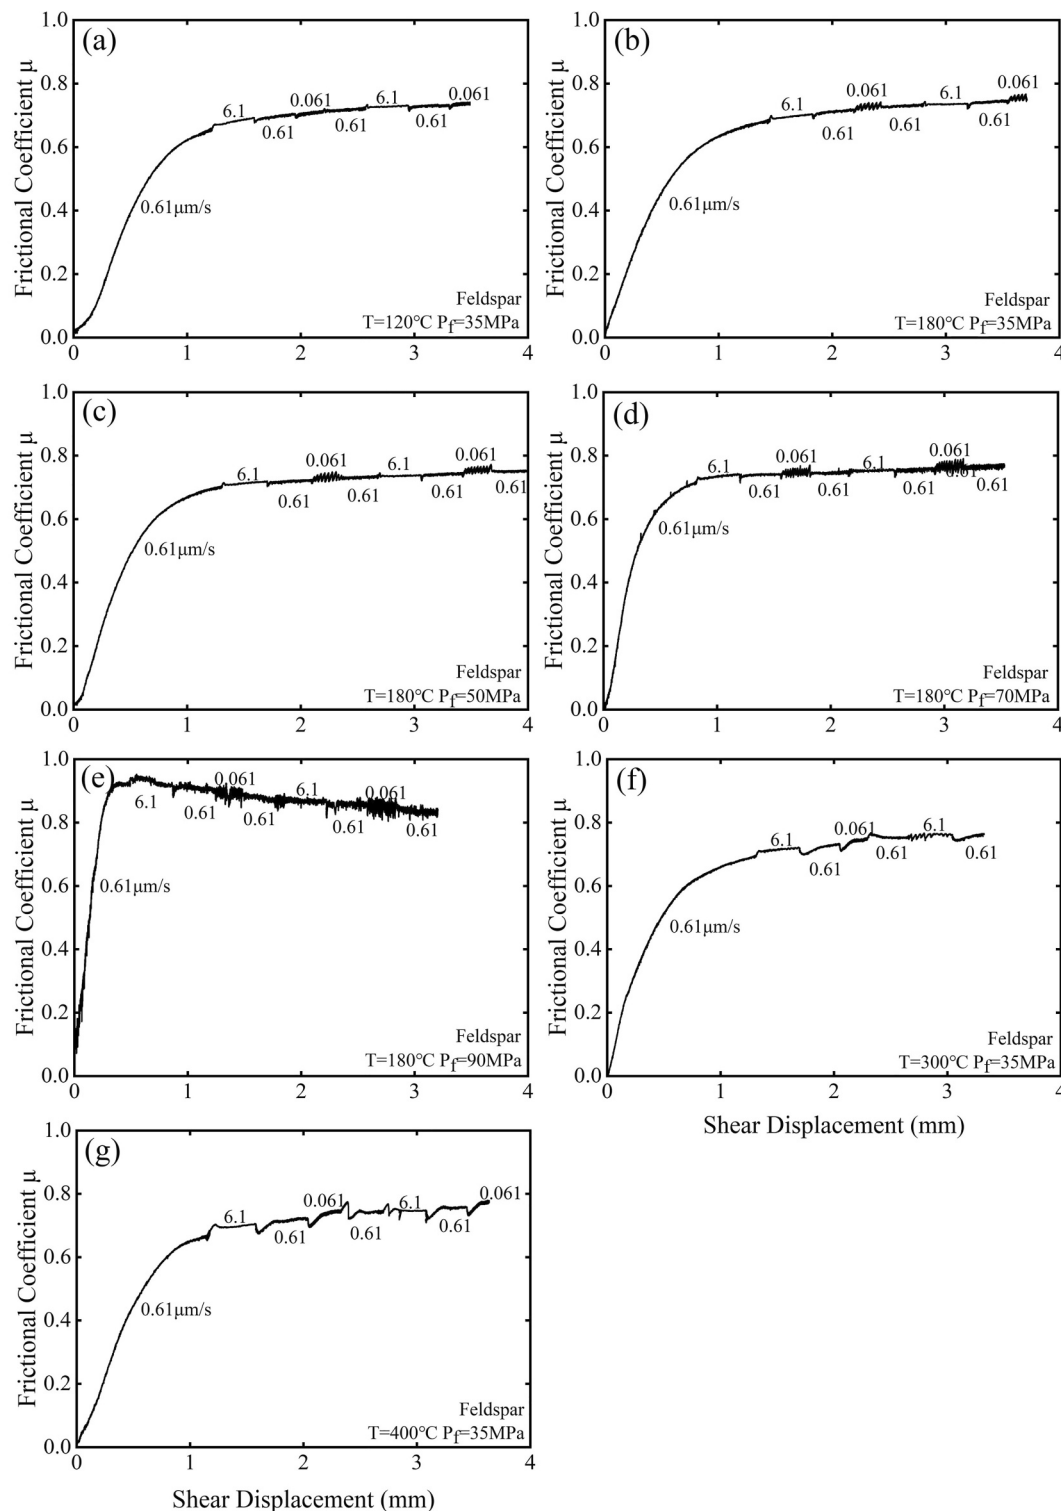 (a)
Frictional Coefficient μ
1.0
0.8
0.6
0.4
0.2
0.0
0 1 2 3 4
0.61μm/s
6.1
0.61
0.061
0.61
6.1
0.61
0.061
Feldspar
T=120℃ Pf=35MPa
(b)
Frictional Coefficient μ
1.0
0.8
0.6
0.4
0.2
0.0
0 1 2 3 4
0.61μm/s
6.1
0.61
0.061
0.61
6.1
0.61
0.061
Feldspar
T=180℃ Pf=35MPa
(c)
Frictional Coefficient μ
1.0
0.8
0.6
0.4
0.2
0.0
0 1 2 3 4
0.61μm/s
6.1
0.61
0.061
0.61
6.1
0.61
0.061
0.61
Feldspar
T=180℃ Pf=50MPa
(d)
Frictional Coefficient μ
1.0
0.8
0.6
0.4
0.2
0.0
0 1 2 3 4
0.61μm/s
6.1
0.61
0.061
0.61
6.1
0.61
0.061
0.61
0.61
Feldspar
T=180℃ Pf=70MPa
(e)
Frictional Coefficient μ
1.0
0.8
0.6
0.4
0.2
0.0
0 1 2 3 4
0.61μm/s
6.1
0.61
0.061
0.61
6.1
0.61
0.061
0.61
Feldspar
T=180℃ Pf=90MPa
(f)
Frictional Coefficient μ
1.0
0.8
0.6
0.4
0.2
0.0
0 1 2 3 4
0.61μm/s
6.1
0.61
0.061
0.61
6.1
0.61
Feldspar
T=300℃ Pf=35MPa
Shear Displacement (mm)
(g)
Frictional Coefficient μ
1.0
0.8
0.6
0.4
0.2
0.0
0 1 2 3 4
0.61μm/s
6.1
0.61
0.061
0.61
6.1
0.61
0.061
Feldspar
T=400℃ Pf=35MPa
Shear Displacement (mm)